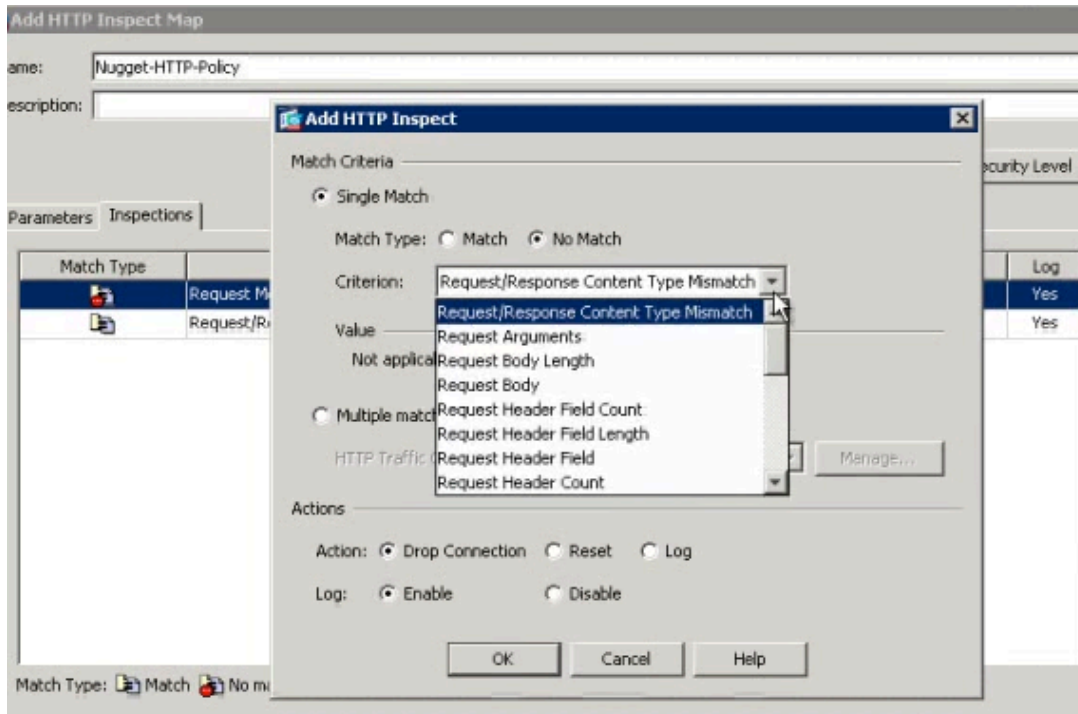 Add HTTP Inspect Map
ame: Nugget-HTTP-Policy
escription:
Add HTTP Inspect
Match Criteria
ecurity Level
Single Match
Parameters Inspections
Match Type: Match No Match
Match Type Log
Criterion: Request/Response Content Type Mismatch
Request M Yes
Request/Response Content Type Mismatch
Request/R Yes
Value
Request Arguments
Not applical
Request Body Length
Request Body
Multiple match
Request Header Field Count
Request Header Field Length
HTTP Traffic
Request Header Field
Manage...
Request Header Count
Actions
Action: Drop Connection Reset Log
Log: Enable Disable
OK Cancel Help
Match Type: Match No ma